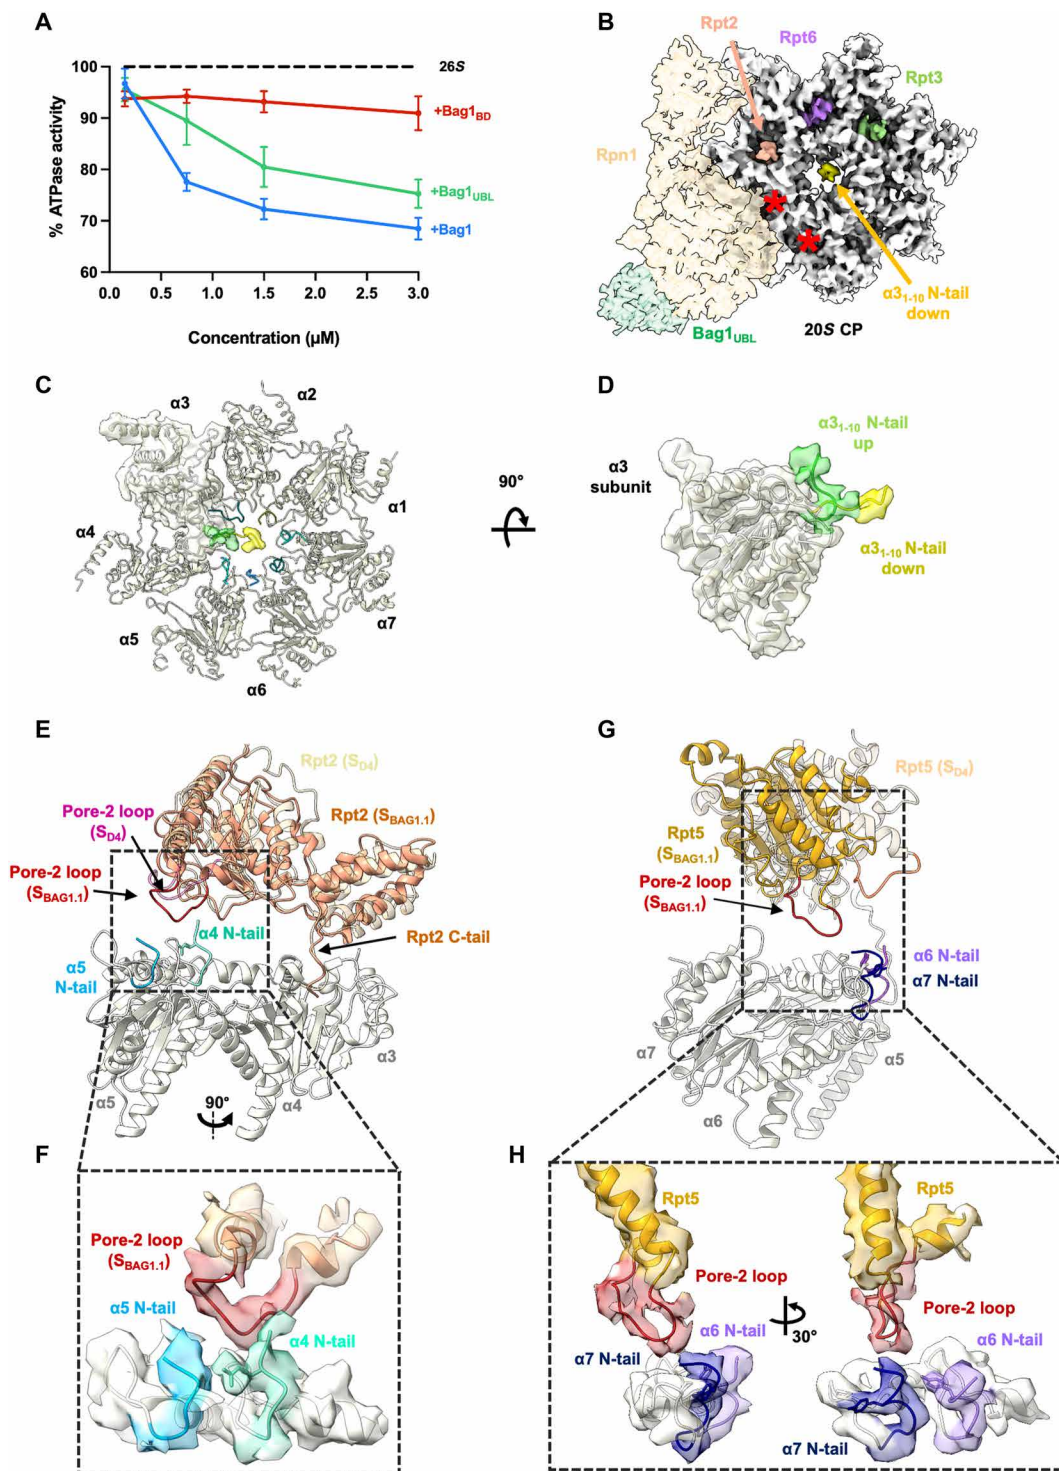 A
100
90
80
70
60
% ATPase activity
26S
+Bag1BD
+Bag1UBL
+Bag1
0.0 0.5 1.0 1.5 2.0 2.5 3.0
Concentration (µM)
B
Rpt2
Rpt6
Rpt3
Rpn1
*
*
α31-10 N-tail
down
Bag1UBL
20S CP
C
α3
α2
α1
α4
α7
α5
α6
90°
D
α31-10 N-tail
up
α3
subunit
α31-10 N-tail
down
E
Rpt2 (SD4)
Pore-2 loop
(SD4)
Rpt2 (SBAG1.1)
Pore-2 loop
(SBAG1.1)
α4 N-tail
Rpt2 C-tail
α5
N-tail
α3
α5
90°
α4
F
Pore-2 loop
(SBAG1.1)
α5 N-tail
α4 N-tail
G
Rpt5 (SD4)
Rpt5
(SBAG1.1)
Pore-2 loop
(SBAG1.1)
α6 N-tail
α7 N-tail
α7
α5
α6
H
Rpt5
Pore-2 loop
Pore-2 loop
α6 N-tail
30°
α6 N-tail
α7 N-tail
α7 N-tail